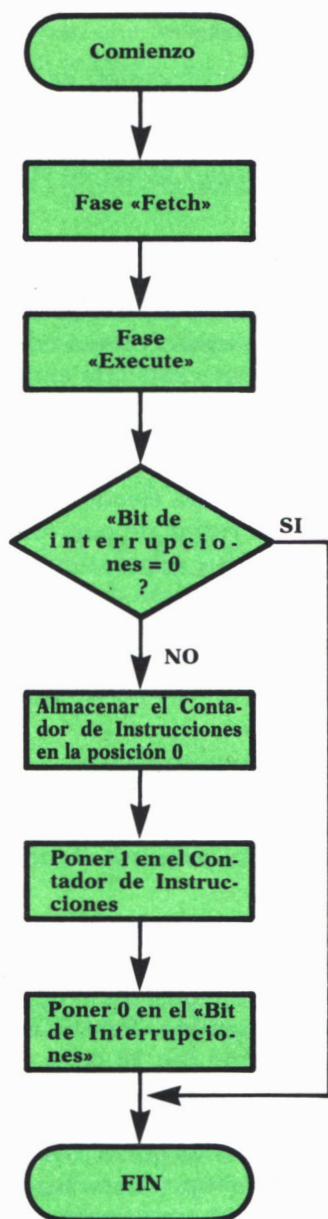 Comienzo
Fase «Fetch»
Fase
«Execute»
«Bit de
interrupcio-
nes = 0
?
SI
NO
Almacenar el Conta-
dor de Instrucciones
en la posición 0
Poner 1 en el Con-
tador de Instruc-
ciones
Poner 0 en el «Bit
de Interrupcio-
nes»
FIN